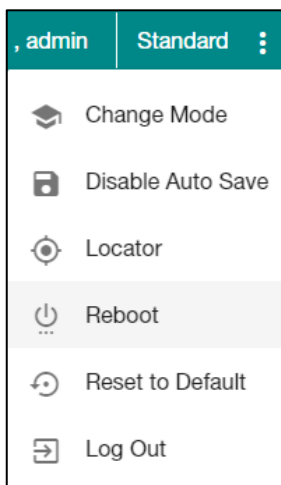 , admin Standard
Change Mode
Disable Auto Save
Locator
Reboot
Reset to Default
Log Out